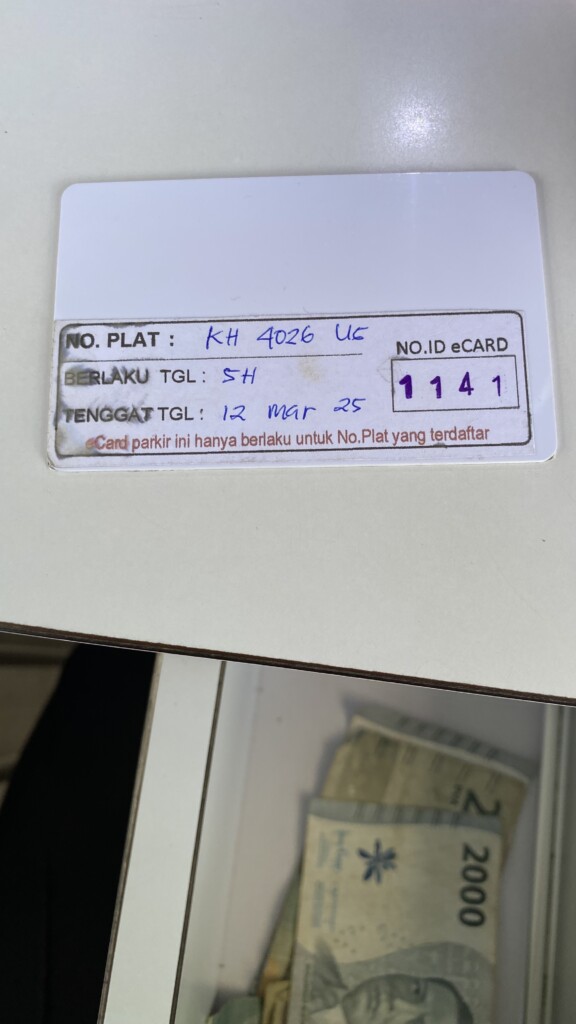 NO. PLAT : KH 4026 UG
NO.ID eCARD
BERLAKU TGL : 5H
1141
TENGGAT TGL : 12 mar 25
eCard parkir ini hanya berlaku untuk No.Plat yang terdaftar
2
2000